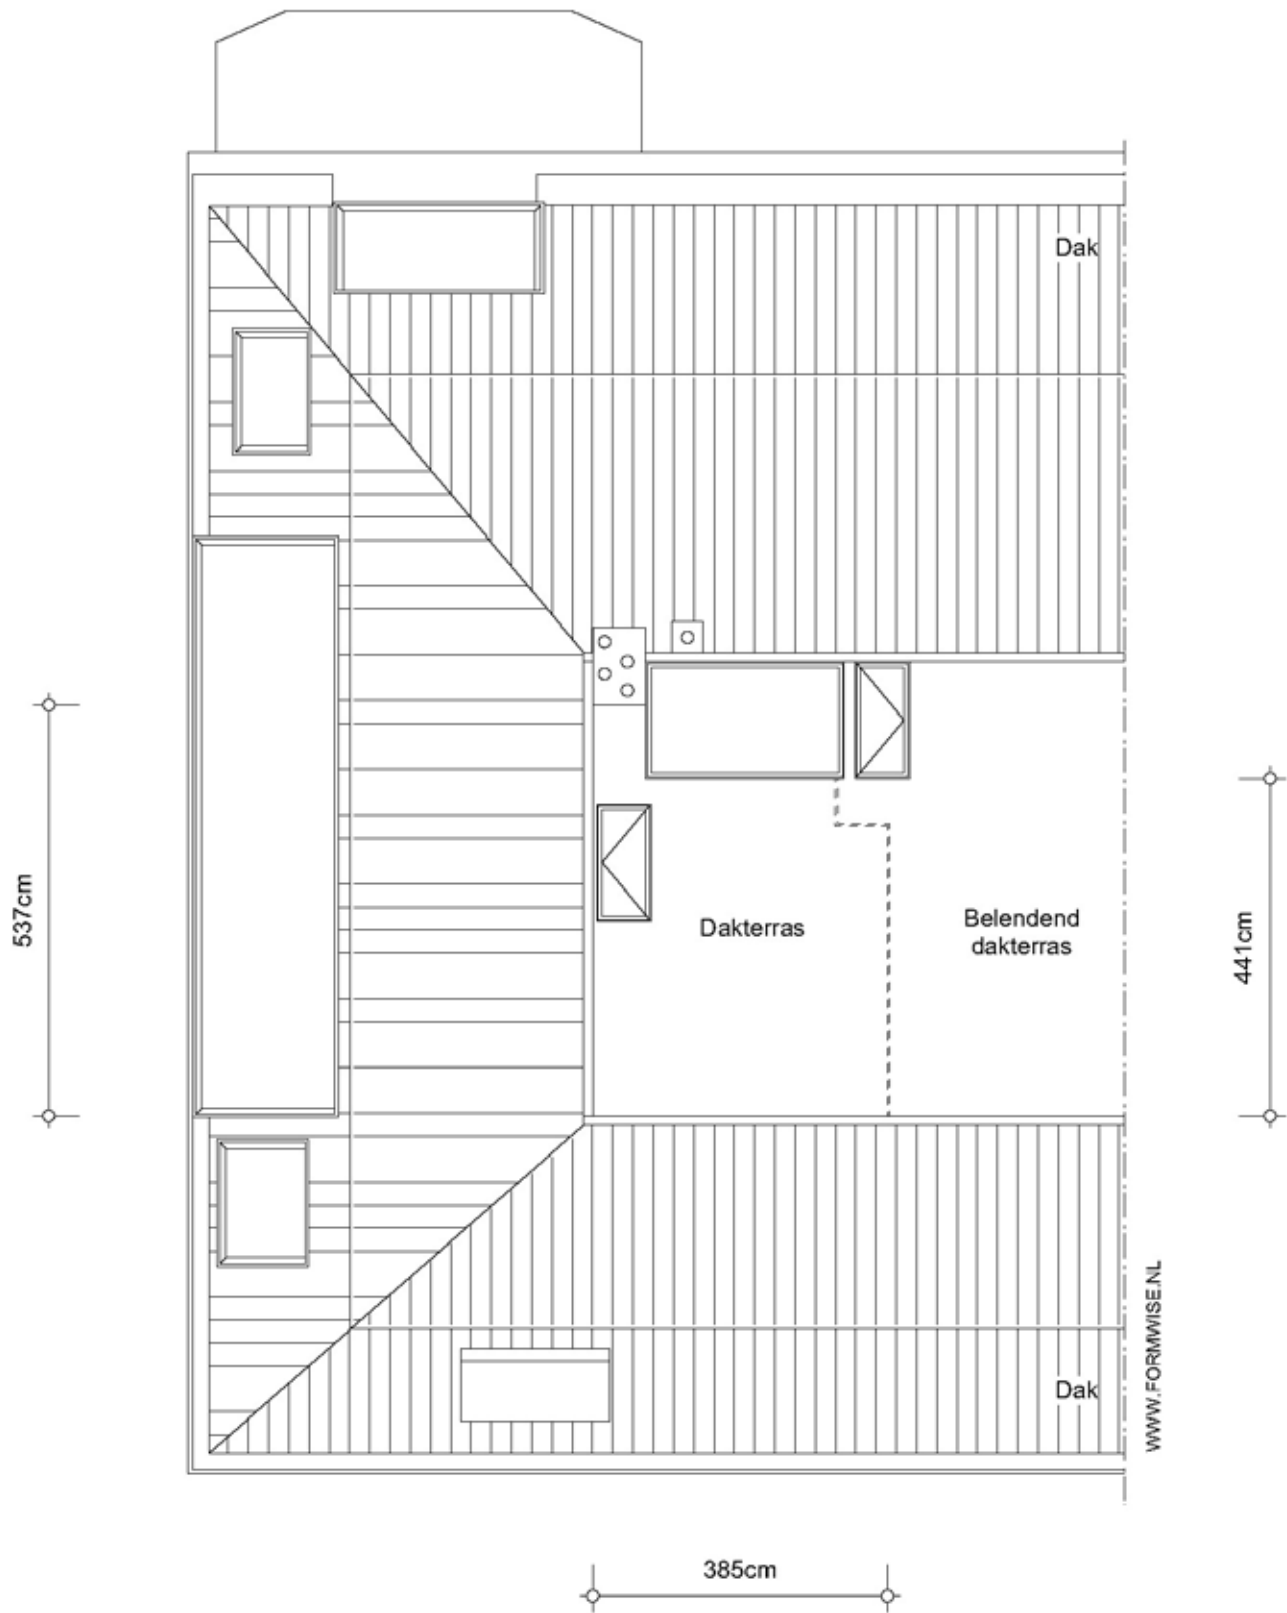 Dak
537cm
Dakterras
Belendend
dakterras
441cm
WWW.FORMWISE.NL
Dak
385cm